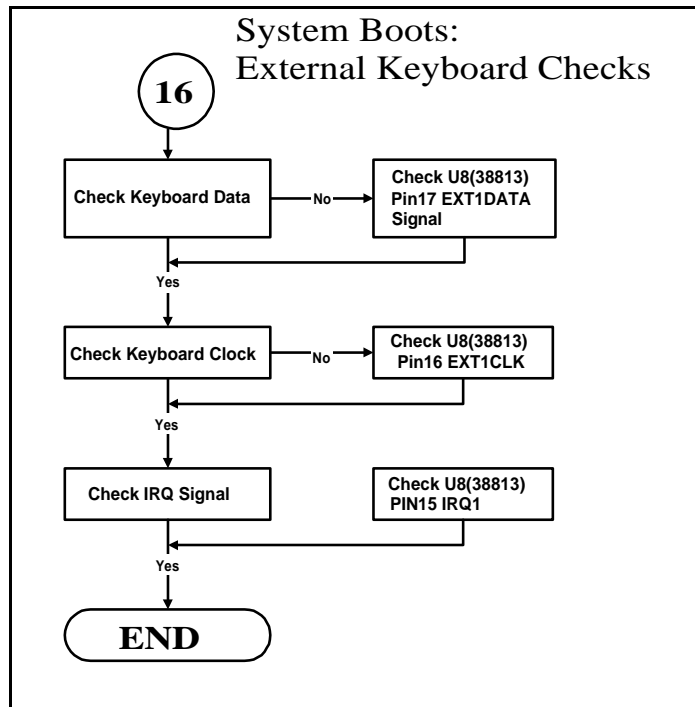 System Boots:
External Keyboard Checks
16
Check Keyboard Data
No
Check U8(38813)
Pin17 EXT1DATA
Signal
Yes
Check Keyboard Clock
No
Check U8(38813)
Pin16 EXT1CLK
Yes
Check IRQ Signal
Check U8(38813)
PIN15 IRQ1
Yes
END